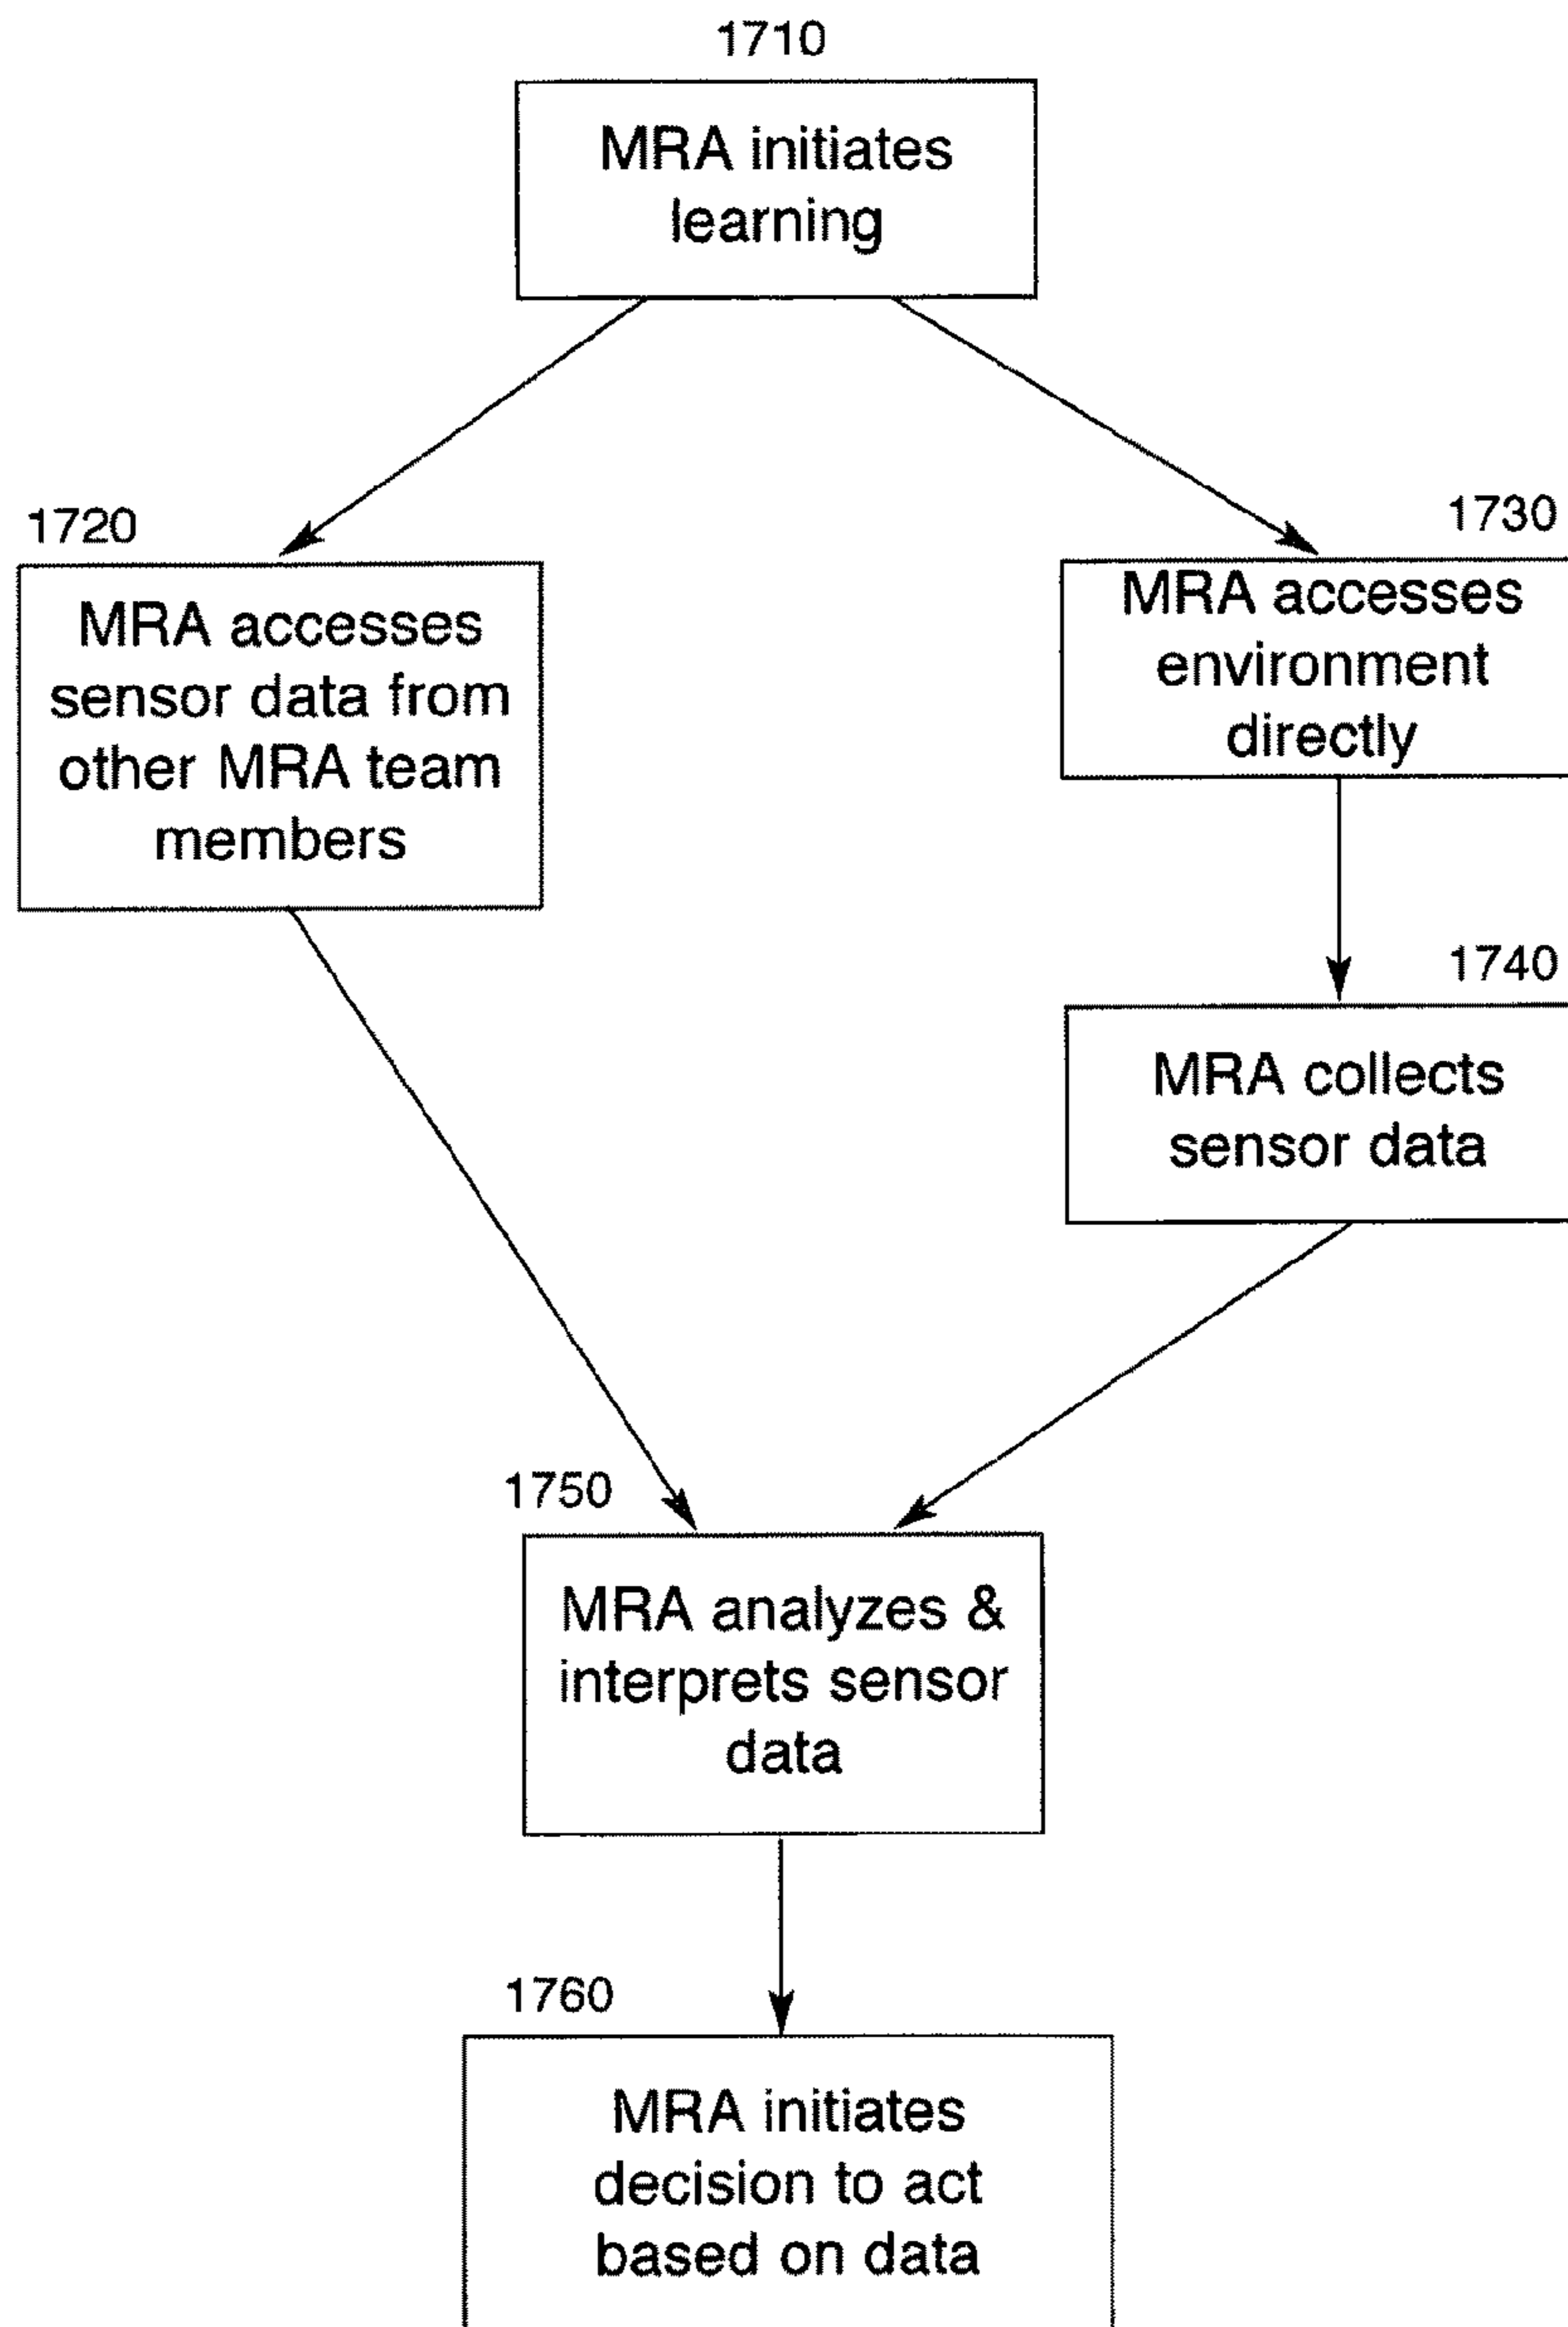 1710
MRA initiates
learning
1720
MRA accesses
sensor data from
other MRA team
members
1730
MRA accesses
environment
directly
1740
MRA collects
sensor data
1750
MRA analyzes &
interprets sensor
data
1760
MRA initiates
decision to act
based on data